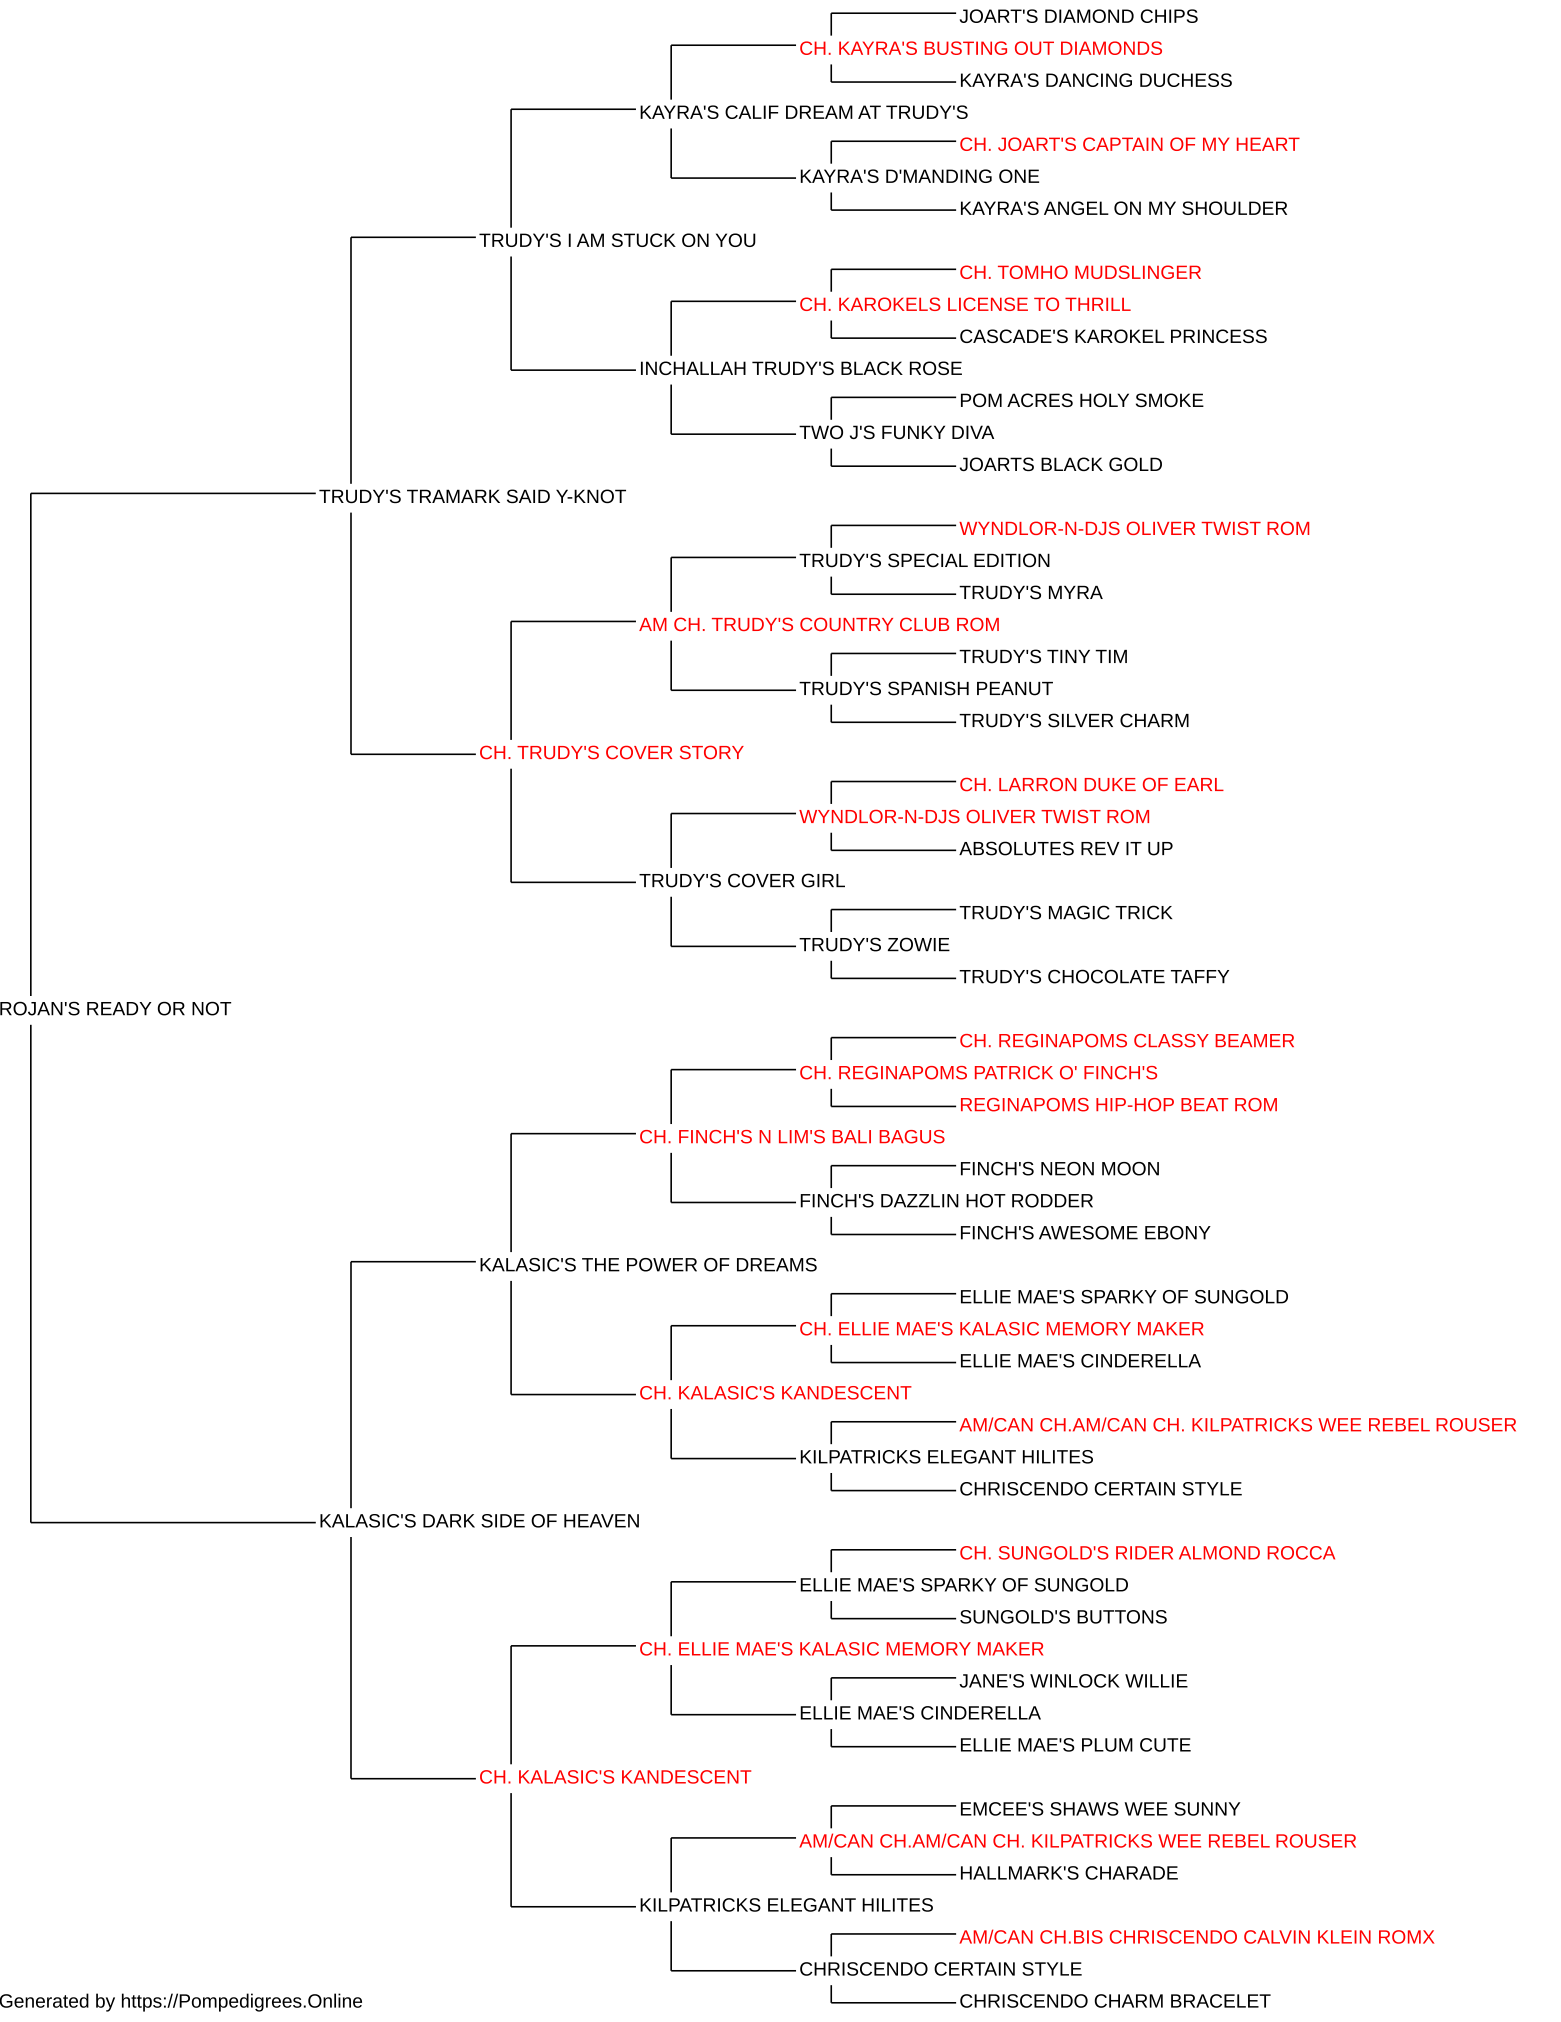 JOART'S DIAMOND CHIPS
CH. KAYRA'S BUSTING OUT DIAMONDS
KAYRA'S DANCING DUCHESS
KAYRA'S CALIF DREAM AT TRUDY'S
CH. JOART'S CAPTAIN OF MY HEART
KAYRA'S D'MANDING ONE
KAYRA'S ANGEL ON MY SHOULDER
TRUDY'S I AM STUCK ON YOU
CH. TOMHO MUDSLINGER
CH. KAROKELS LICENSE TO THRILL
CASCADE'S KAROKEL PRINCESS
INCHALLAH TRUDY'S BLACK ROSE
POM ACRES HOLY SMOKE
TWO J'S FUNKY DIVA
JOARTS BLACK GOLD
TRUDY'S TRAMARK SAID Y-KNOT
WYNDLOR-N-DJS OLIVER TWIST ROM
TRUDY'S SPECIAL EDITION
TRUDY'S MYRA
AM CH. TRUDY'S COUNTRY CLUB ROM
TRUDY'S TINY TIM
TRUDY'S SPANISH PEANUT
TRUDY'S SILVER CHARM
CH. TRUDY'S COVER STORY
CH. LARRON DUKE OF EARL
WYNDLOR-N-DJS OLIVER TWIST ROM
ABSOLUTES REV IT UP
TRUDY'S COVER GIRL
TRUDY'S MAGIC TRICK
TRUDY'S ZOWIE
TRUDY'S CHOCOLATE TAFFY
ROJAN'S READY OR NOT
CH. REGINAPOMS CLASSY BEAMER
CH. REGINAPOMS PATRICK O' FINCH'S
REGINAPOMS HIP-HOP BEAT ROM
CH. FINCH'S N LIM'S BALI BAGUS
FINCH'S NEON MOON
FINCH'S DAZZLIN HOT RODDER
FINCH'S AWESOME EBONY
KALASIC'S THE POWER OF DREAMS
ELLIE MAE'S SPARKY OF SUNGOLD
CH. ELLIE MAE'S KALASIC MEMORY MAKER
ELLIE MAE'S CINDERELLA
CH. KALASIC'S KANDESCENT
AM/CAN CH.AM/CAN CH. KILPATRICKS WEE REBEL ROUSER
KILPATRICKS ELEGANT HILITES
CHRISCENDO CERTAIN STYLE
KALASIC'S DARK SIDE OF HEAVEN
CH. SUNGOLD'S RIDER ALMOND ROCCA
ELLIE MAE'S SPARKY OF SUNGOLD
SUNGOLD'S BUTTONS
CH. ELLIE MAE'S KALASIC MEMORY MAKER
JANE'S WINLOCK WILLIE
ELLIE MAE'S CINDERELLA
ELLIE MAE'S PLUM CUTE
CH. KALASIC'S KANDESCENT
EMCEE'S SHAWS WEE SUNNY
AM/CAN CH.AM/CAN CH. KILPATRICKS WEE REBEL ROUSER
HALLMARK'S CHARADE
KILPATRICKS ELEGANT HILITES
AM/CAN CH.BIS CHRISCENDO CALVIN KLEIN ROMX
CHRISCENDO CERTAIN STYLE
CHRISCENDO CHARM BRACELET
Generated by https://Pompedigrees.Online